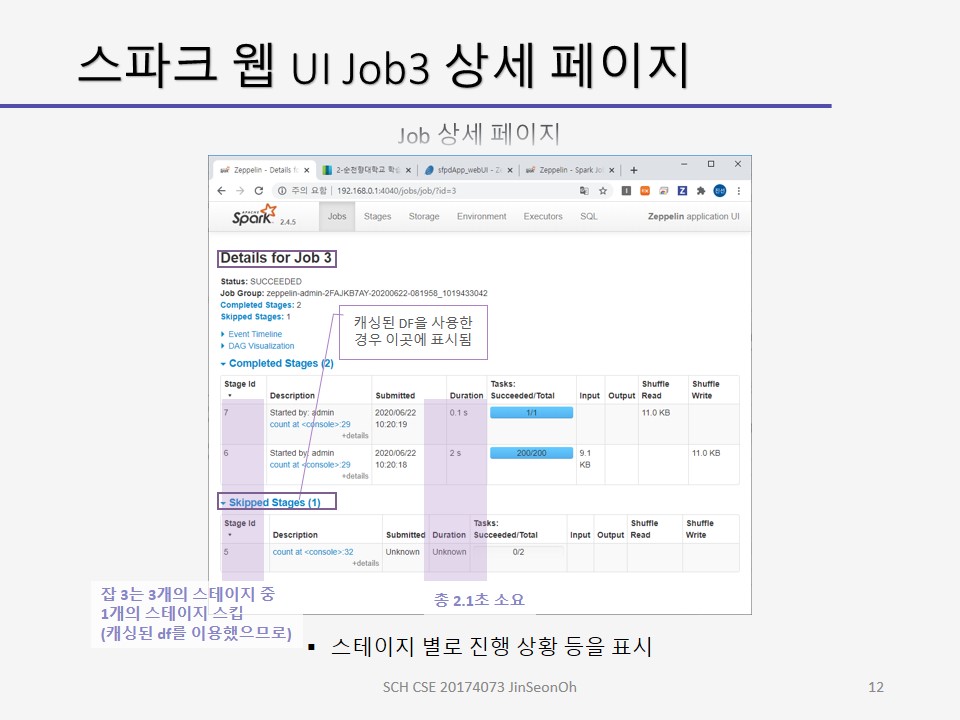 스파크 웹 UI Job3 상세 페이지
Job 상세 페이지
Zeppelin - Details f
2-순천향대학교 학
sfpdApp_webUI - Z
Zeppelin - Spark Jo
주의 요함 | 192.168.0.1:4040/jobs/job/?id=3
APACHE Spark 2.4.5 Jobs Stages Storage Environment Executors SQL Zeppelin application UI
Details for Job 3
Status: SUCCEEDED
Job Group: zeppelin-admin-2FAJKB7AY-20200622-081958_1019433042
Completed Stages: 2
Skipped Stages: 1
캐싱된 DF을 사용한
경우 이곳에 표시됨
Event Timeline
DAG Visualization
Completed Stages (2)
Stage Id Description Submitted Duration Tasks: Succeeded/Total Input Output Shuffle Read Shuffle Write
7 Started by: admin 2020/06/22 0.1 s 1/1 11.0 KB
count at <console>:29 10:20:19
+details
6 Started by: admin 2020/06/22 2 s 200/200 9.1 11.0 KB
count at <console>:29 10:20:18 KB
+details
Skipped Stages (1)
Stage Id Description Submitted Duration Tasks: Succeeded/Total Input Output Shuffle Read Shuffle Write
5 count at <console>:32 Unknown Unknown 0/2
+details
잡 3는 3개의 스테이지 중
1개의 스테이지 스킵
(캐싱된 df를 이용했으므로)
총 2.1초 소요
▪ 스테이지 별로 진행 상황 등을 표시
SCH CSE 20174073 JinSeonOh 12